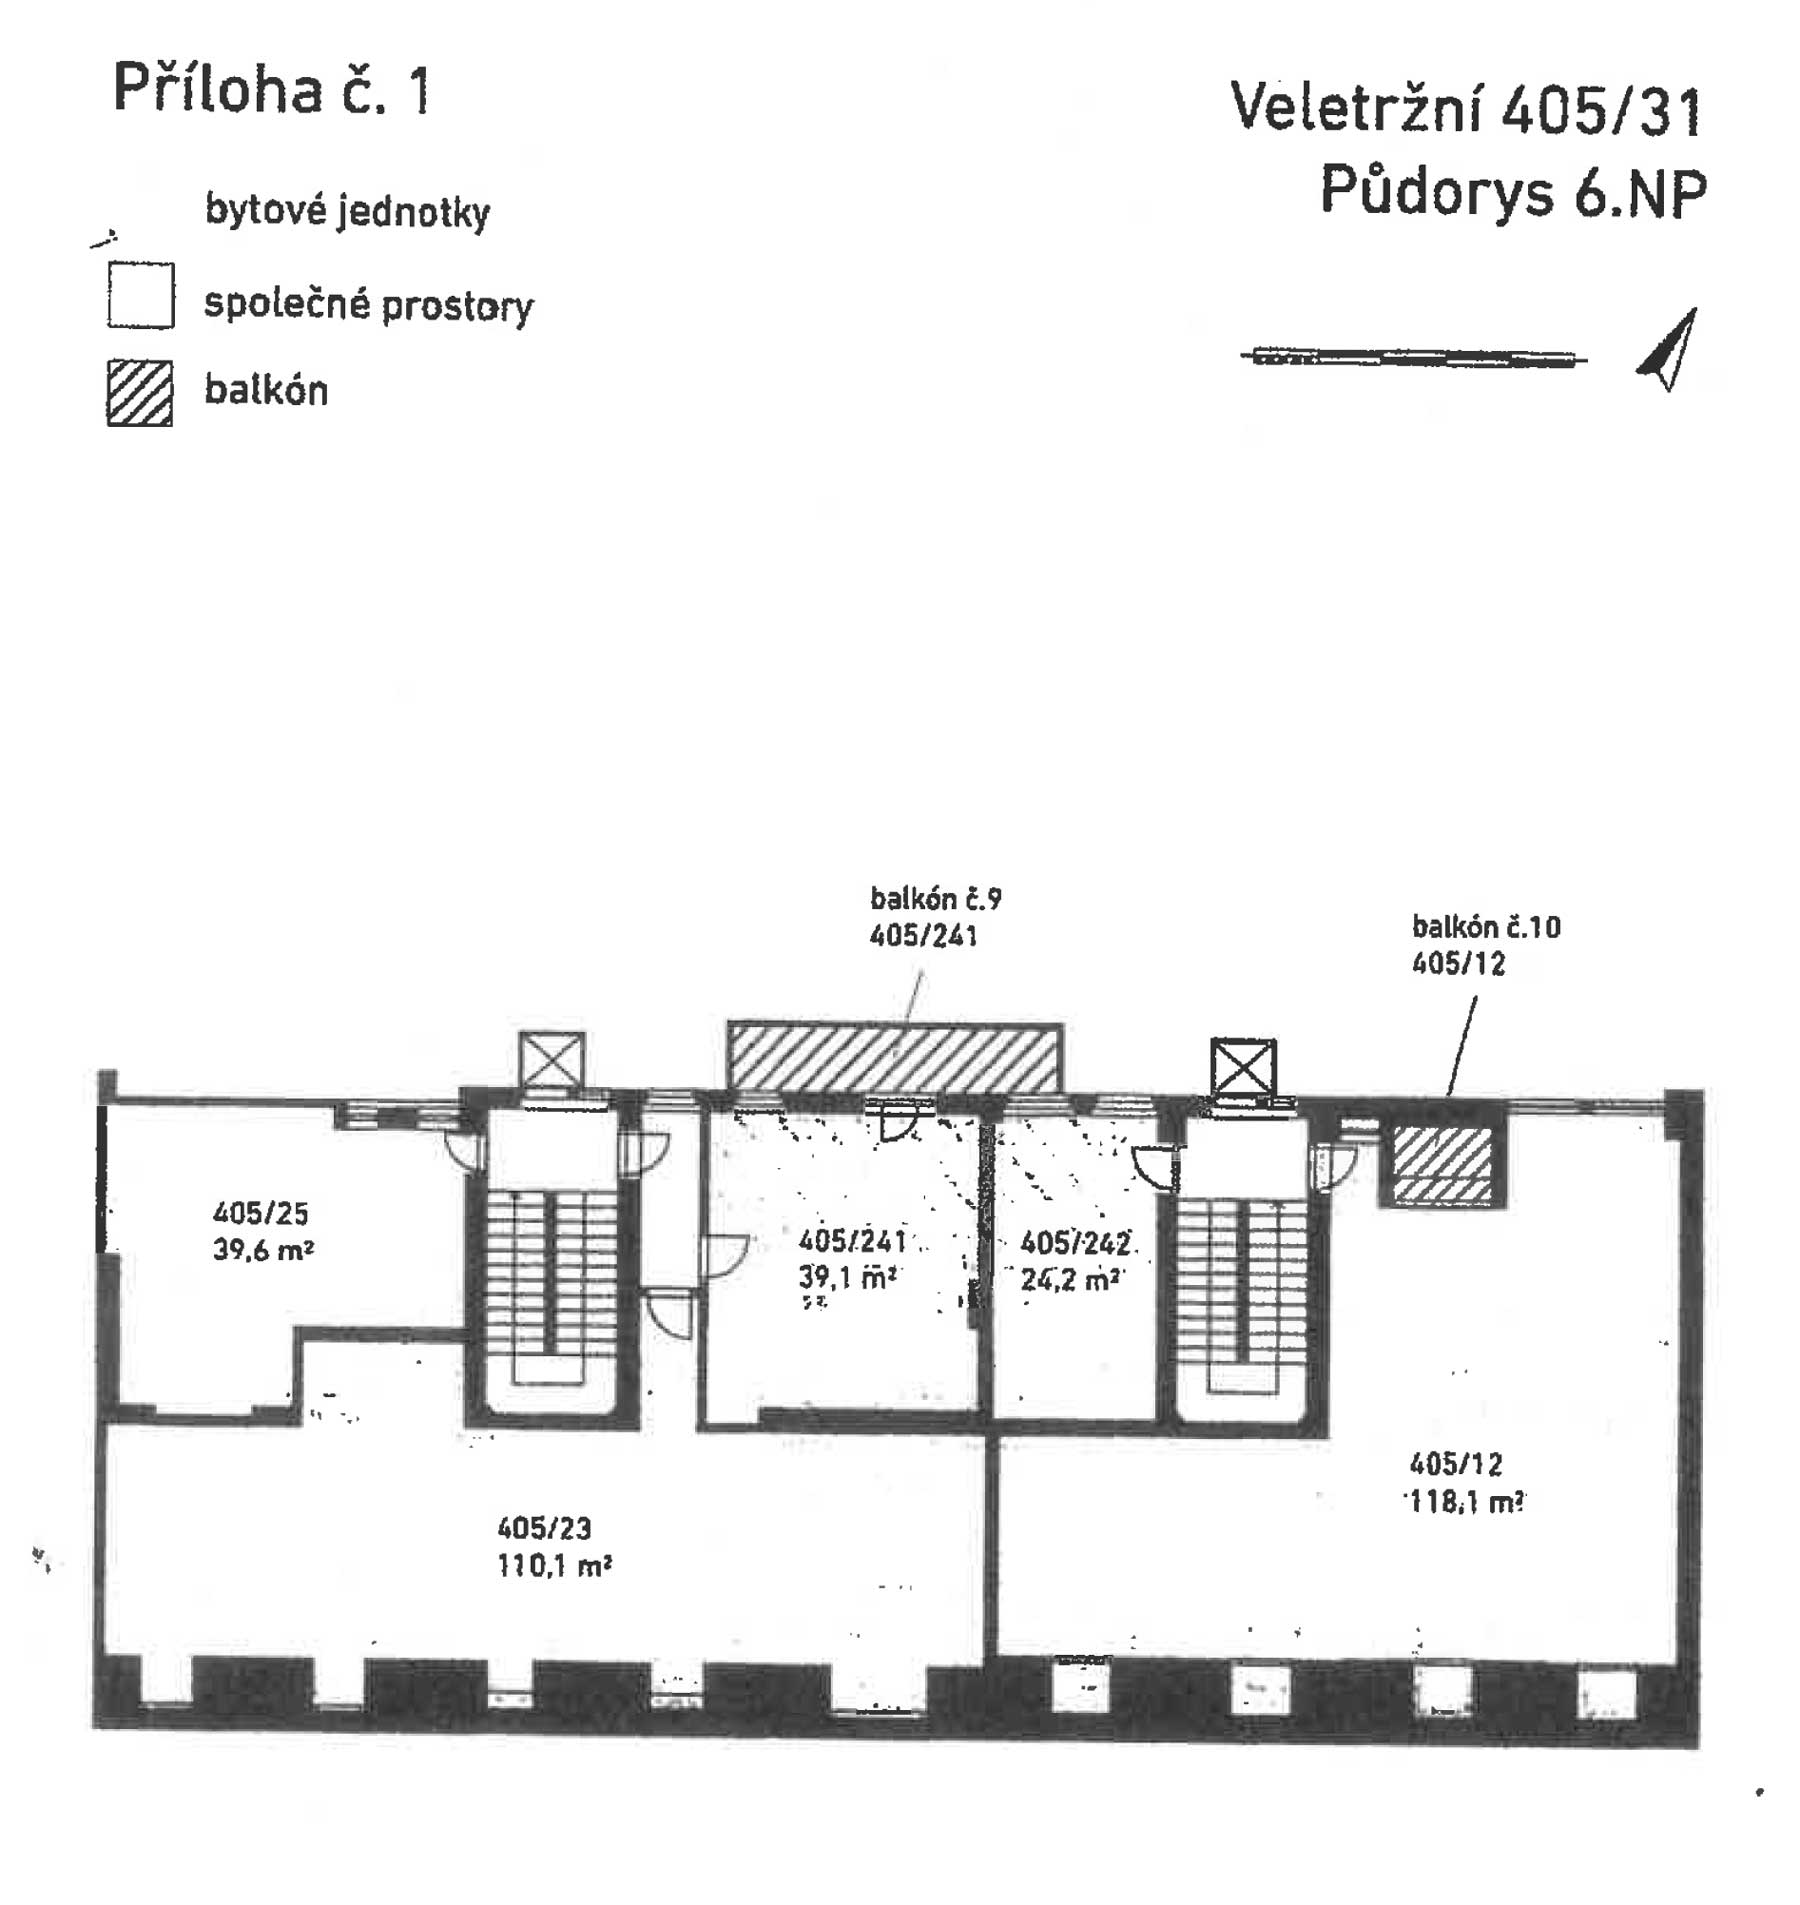 Příloha č. 1
Veletržní 405/31
Půdorys 6.NP
bytové jednotky
společné prostory
balkón
balkón č.9
405/241
balkón č.10
405/12
405/25
39,6 m²
405/241
39,1 m²
405/242
24,2 m²
405/12
118,1 m²
405/23
110,1 m²